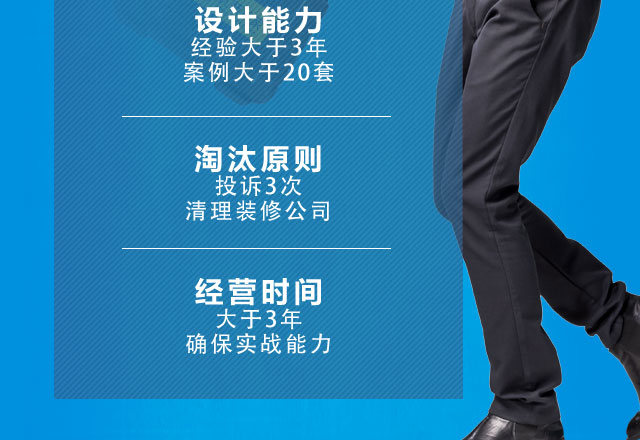 设计能力
经验大于3年
案例大于20套
淘汰原则
投诉3次
清理装修公司
经营时间
大于3年
确保实战能力